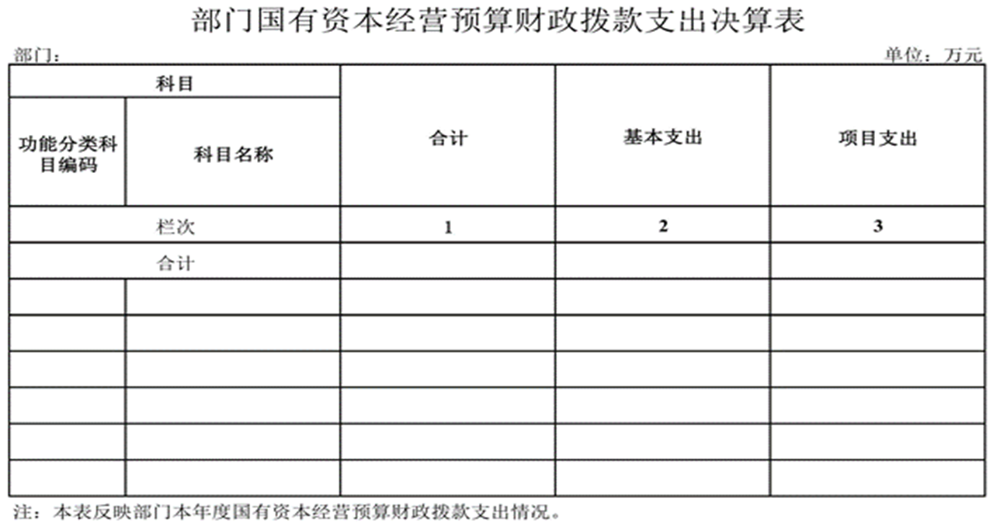 部门国有资本经营预算财政拨款支出决算表
部门：
单位：万元
科目
合计
基本支出
项目支出
功能分类科
目编码
科目名称
栏次
1
2
3
合计
注：本表反映部门本年度国有资本经营预算财政拨款支出情况。